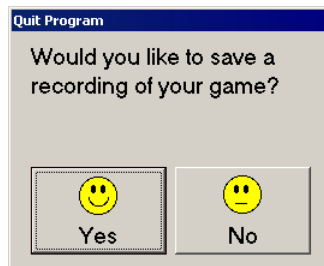 Quit Program
Would you like to save a
recording of your game?
Yes
No